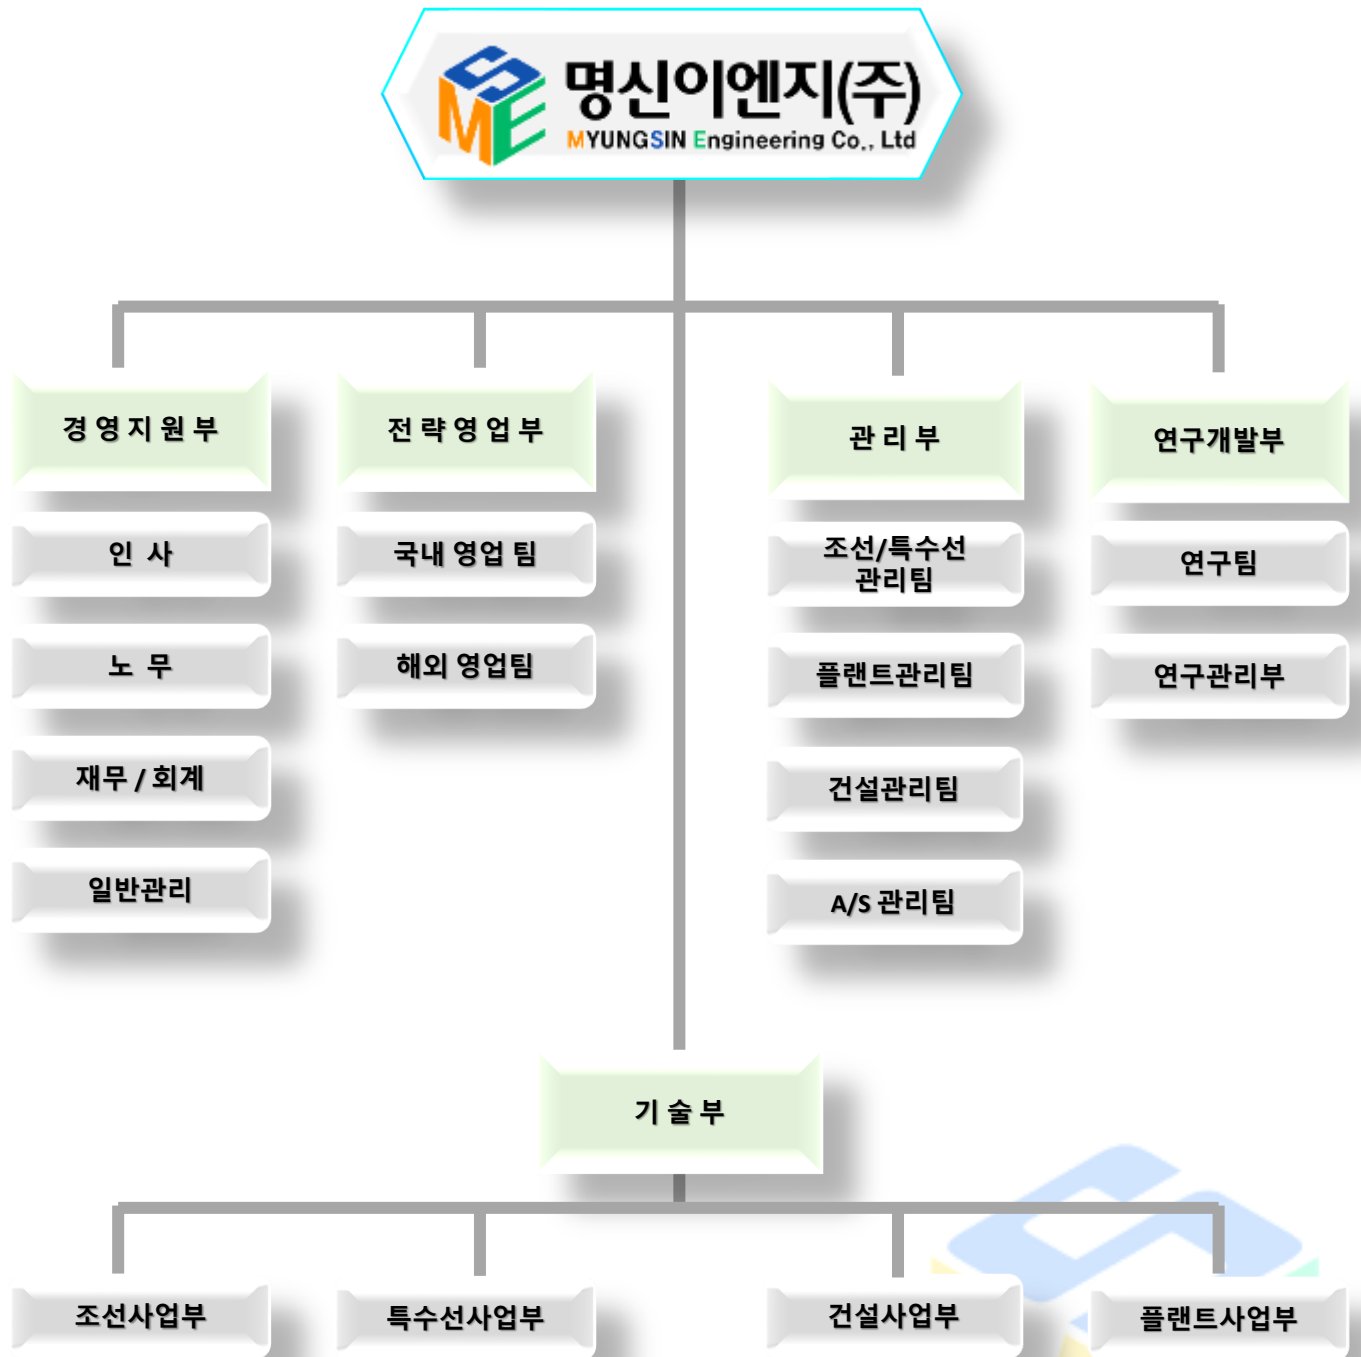 명신이엔지(주)
MYUNGSIN Engineering Co., Ltd
경 영 지 원 부
인 사
노 무
재무 / 회계
일반관리
전 략 영 업 부
국내 영업 팀
해외 영업팀
관 리 부
조선/특수선
관리팀
플랜트관리팀
건설관리팀
A/S 관리팀
연구개발부
연구팀
연구관리부
기 술 부
조선사업부
특수선사업부
건설사업부
플랜트사업부